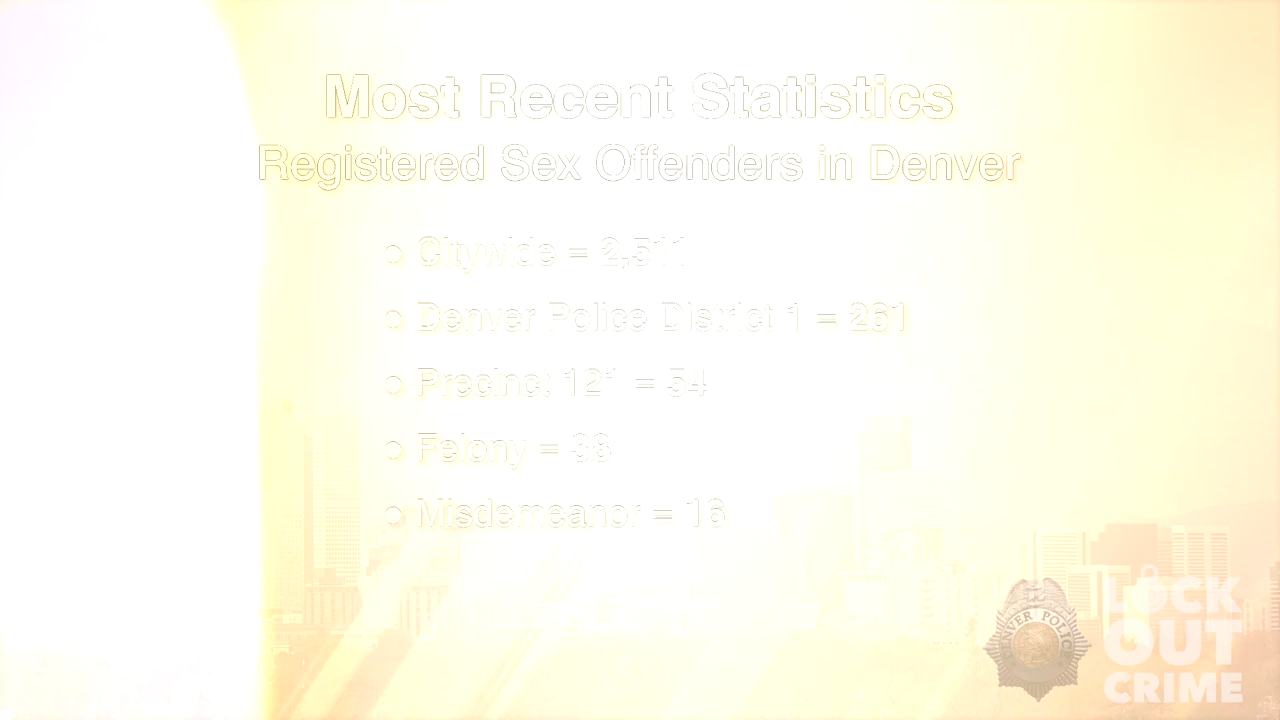 Most Recent Statistics
Registered Sex Offenders in Denver
• Citywide = 2,511
• Denver Police District 1 = 261
• Precinct 121 = 54
• Felony = 38
• Misdemeanor = 16
LOCK
OUT
CRIME